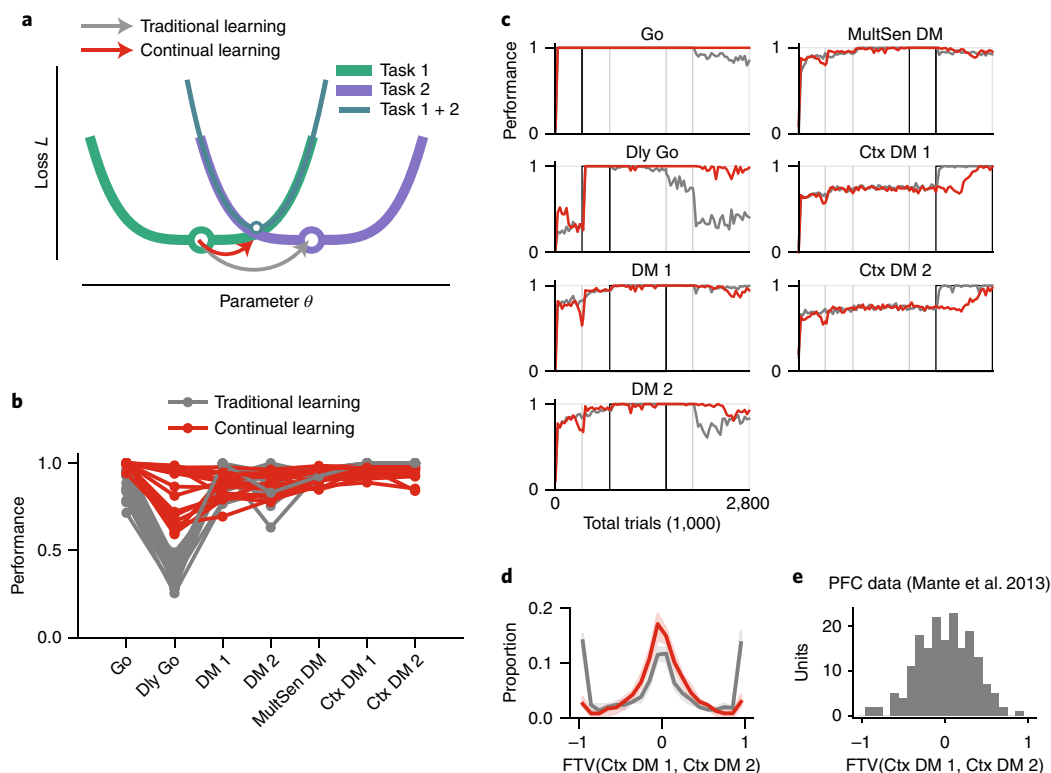 a
Traditional learning
Continual learning
Task 1
Task 2
Task 1 + 2
Loss L
Parameter θ
b
Traditional learning
Continual learning
1.0
0.5
0.0
Performance
Go
Dly Go
DM 1
DM 2
MultSen DM
Ctx DM 1
Ctx DM 2
c
Go
Performance
1
0
MultSen DM
1
0
Dly Go
1
0
Ctx DM 1
1
0
DM 1
1
0
Ctx DM 2
1
0
DM 2
1
0
0
2,800
Total trials (1,000)
d
Proportion
0.2
0.1
0.0
–1
0
1
FTV(Ctx DM 1, Ctx DM 2)
e
PFC data (Mante et al. 2013)
Units
20
10
0
–1
0
1
FTV(Ctx DM 1, Ctx DM 2)